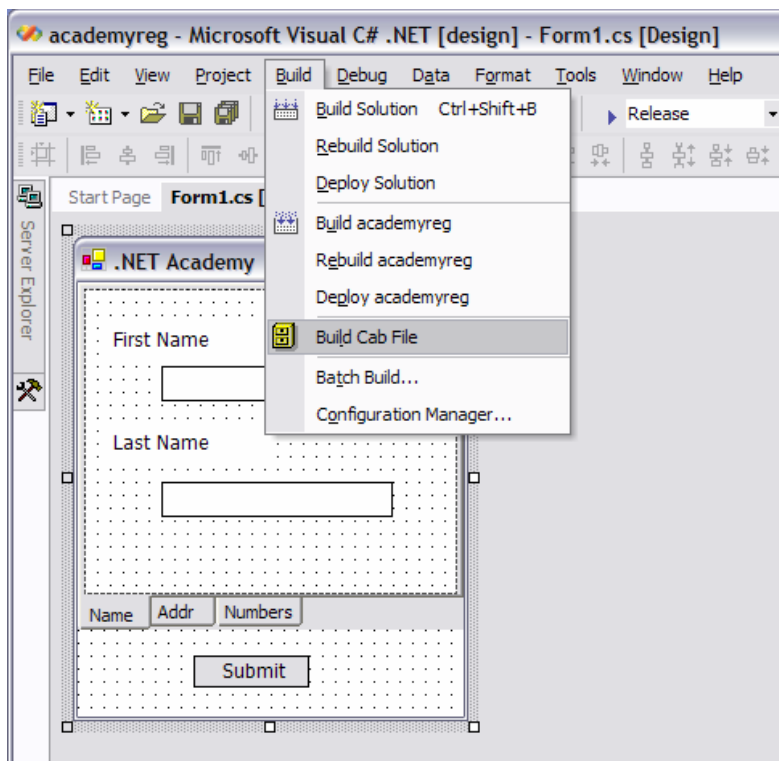 academyreg - Microsoft Visual C# .NET [design] - Form1.cs [Design]
File Edit View Project Build Debug Data Format Tools Window Help
Release
Build Solution Ctrl+Shift+B
Rebuild Solution
Deploy Solution
Build academyreg
Rebuild academyreg
Deploy academyreg
Build Cab File
Batch Build...
Configuration Manager...
Start Page Form1.cs [
Server Explorer
.NET Academy
First Name
Last Name
Name Addr Numbers
Submit